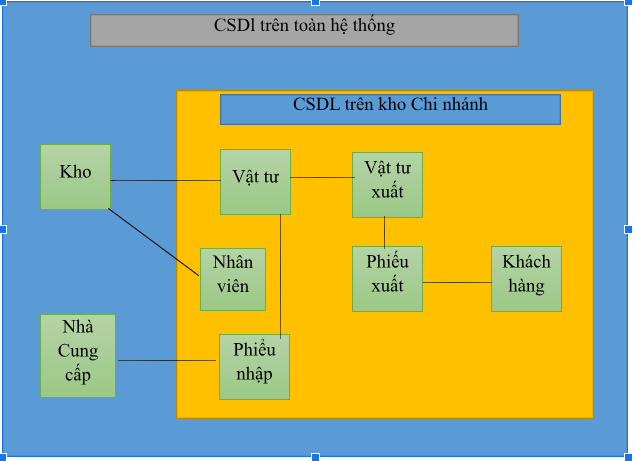 CSDl trên toàn hệ thống
CSDL trên kho Chi nhánh
Kho
Vật tư
Vật tư
xuất
Nhân
viên
Phiếu
xuất
Khách
hàng
Nhà
Cung
cấp
Phiểu
nhập